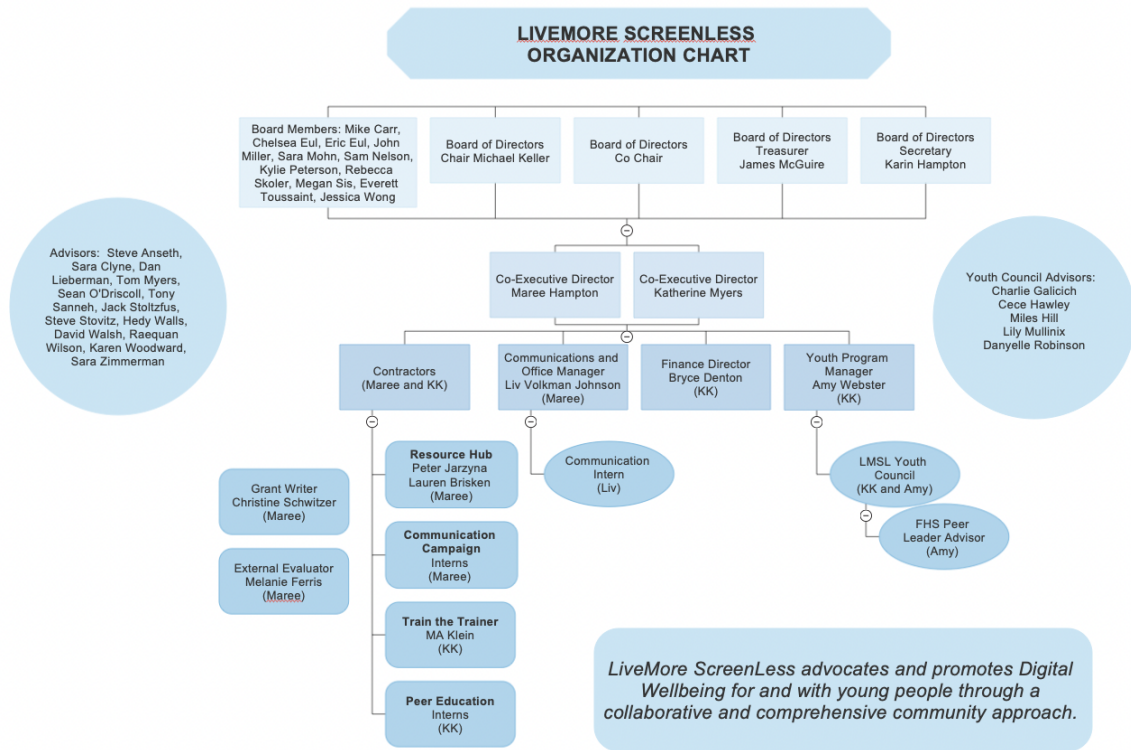 LIVEMORE SCREENLESS
ORGANIZATION CHART
Board Members: Mike Carr,
Chelsea Eul, Eric Eul, John
Miller, Sara Mohn, Sam Nelson,
Kylie Peterson, Rebecca
Skoler, Megan Sis, Everett
Toussaint, Jessica Wong
Board of Directors
Chair Michael Keller
Board of Directors
Co Chair
Board of Directors
Treasurer
James McGuire
Board of Directors
Secretary
Karin Hampton
Advisors: Steve Anseth,
Sara Clyne, Dan
Lieberman, Tom Myers,
Sean O'Driscoll, Tony
Sanneh, Jack Stoltzfus,
Steve Stovitz, Hedy Walls,
David Walsh, Raequan
Wilson, Karen Woodward,
Sara Zimmerman
Co-Executive Director
Maree Hampton
Co-Executive Director
Katherine Myers
Youth Council Advisors:
Charlie Galicich
Cece Hawley
Miles Hill
Lily Mullinix
Danyelle Robinson
Contractors
(Maree and KK)
Communications and
Office Manager
Liv Volkman Johnson
(Maree)
Finance Director
Bryce Denton
(KK)
Youth Program
Manager
Amy Webster
(KK)
Grant Writer
Christine Schwitzer
(Maree)
External Evaluator
Melanie Ferris
(Maree)
Resource Hub
Peter Jarzyna
Lauren Brisken
(Maree)
Communication
Campaign
Interns
(Maree)
Train the Trainer
MA Klein
(KK)
Peer Education
Interns
(KK)
Communication
Intern
(Liv)
LMSL Youth
Council
(KK and Amy)
FHS Peer
Leader Advisor
(Amy)
LiveMore ScreenLess advocates and promotes Digital
Wellbeing for and with young people through a
collaborative and comprehensive community approach.